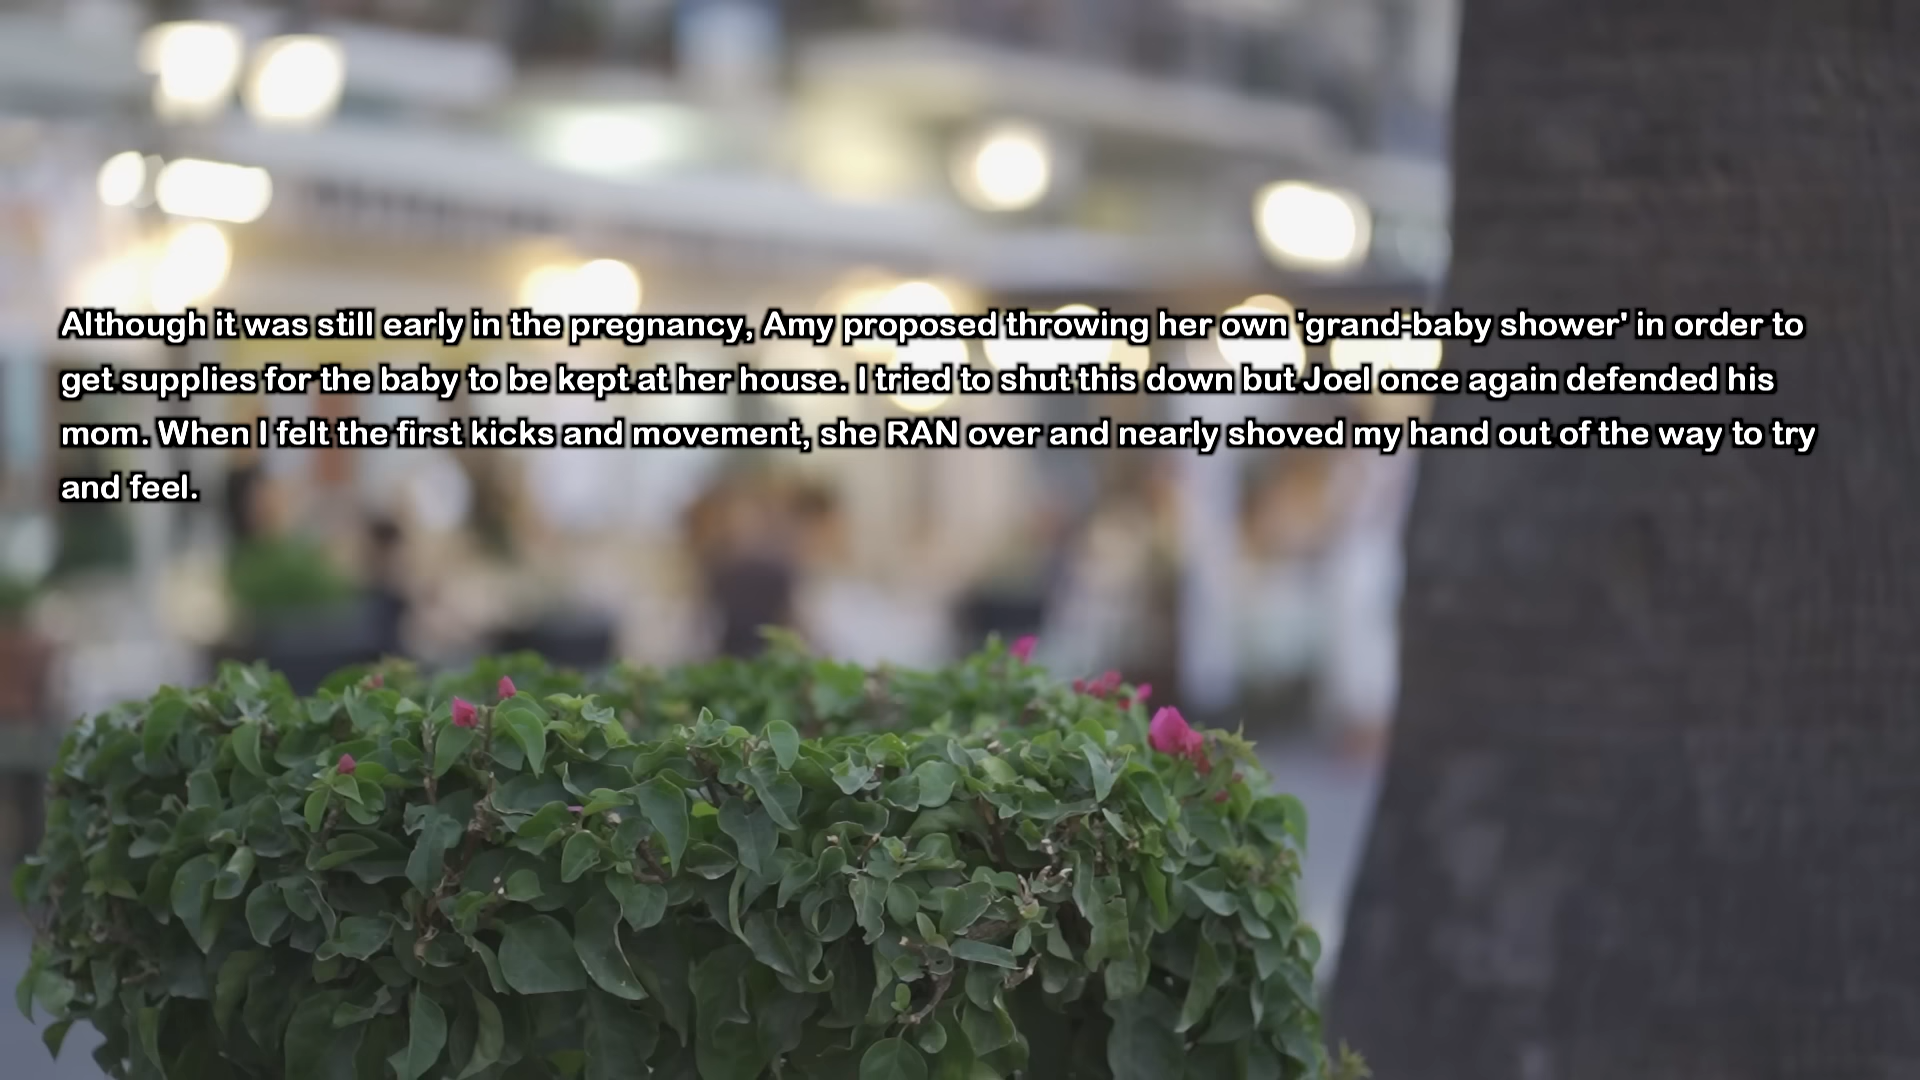 Although it was still early in the pregnancy, Amy proposed throwing her own 'grand-baby shower' in order to
get supplies for the baby to be kept at her house. I tried to shut this down but Joel once again defended his
mom. When I felt the first kicks and movement, she RAN over and nearly shoved my hand out of the way to try
and feel.